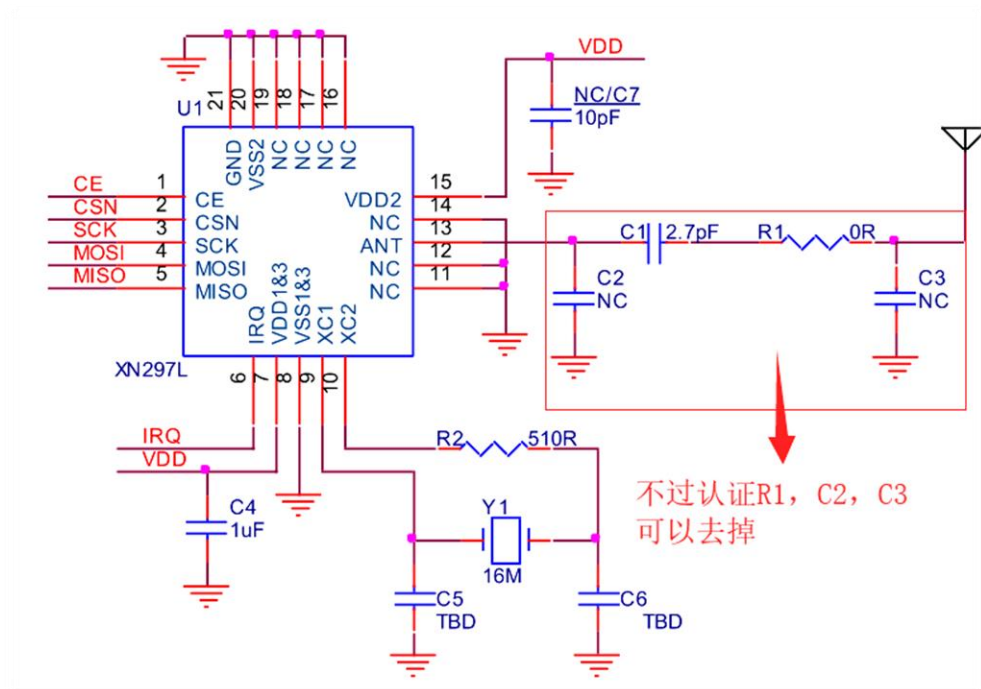 VDD
NC/C7
10pF
21
20
19
18
17
16
U1
GND
VSS2
NC
NC
NC
NC
CE
1
CE
CSN
2
CSN
SCK
3
SCK
MOSI
4
MOSI
MISO
5
MISO
VDD2
15
NC
14
ANT
13
NC
12
NC
11
IRQ
VDD1&3
VSS1&3
XC1
XC2
XN297L
6
7
8
9
10
C1
2.7pF
R1
0R
C2
NC
C3
NC
IRQ
VDD
R2
510R
C4
1uF
Y1
16M
C5
TBD
C6
TBD
不过认证R1，C2，C3
可以去掉